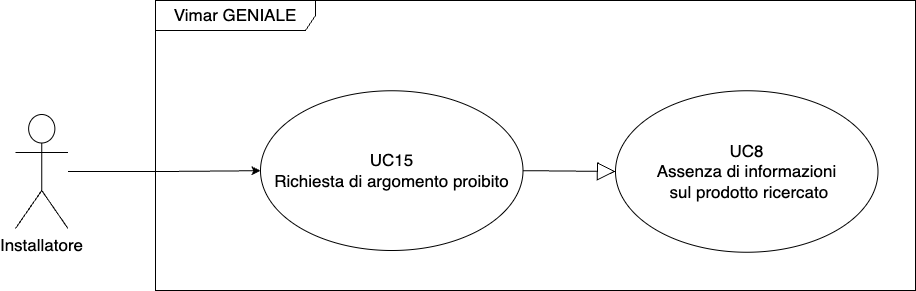 Vimar GENIALE
UC15
Richiesta di argomento proibito
UC8
Assenza di informazioni
sul prodotto ricercato
Installatore